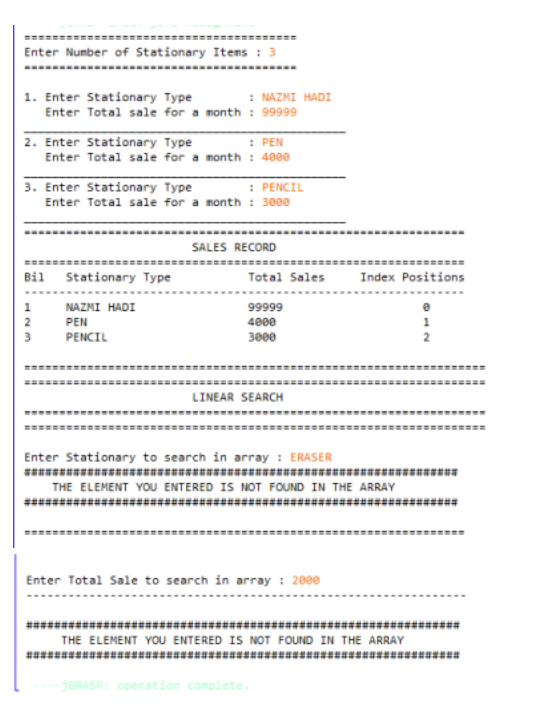 ========================================
Enter Number of Stationary Items : 3
========================================
1. Enter Stationary Type : NAZMI HADI
Enter Total sale for a month : 99999
2. Enter Stationary Type : PEN
Enter Total sale for a month : 4000
3. Enter Stationary Type : PENCIL
Enter Total sale for a month : 3000
SALES RECORD
Bil Stationary Type Total Sales Index Positions
1 NAZMI HADI 99999 0
2 PEN 4000 1
3 PENCIL 3000 2
LINEAR SEARCH
Enter Stationary to search in array : ERASER
THE ELEMENT YOU ENTERED IS NOT FOUND IN THE ARRAY
Enter Total Sale to search in array : 2000
THE ELEMENT YOU ENTERED IS NOT FOUND IN THE ARRAY
----jGRASP: operation complete.